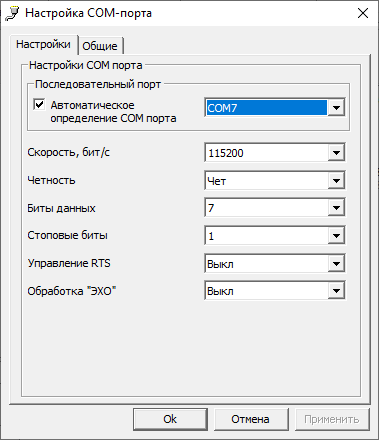 Настройка COM-порта
Настройки
Общие
Настройки COM порта
Последовательный порт
Автоматическое
определение COM порта
COM7
Скорость, бит/с
115200
Четность
Чет
Биты данных
7
Стоповые биты
1
Управление RTS
Выкл
Обработка "ЭХО"
Выкл
Ok
Отмена
Применить